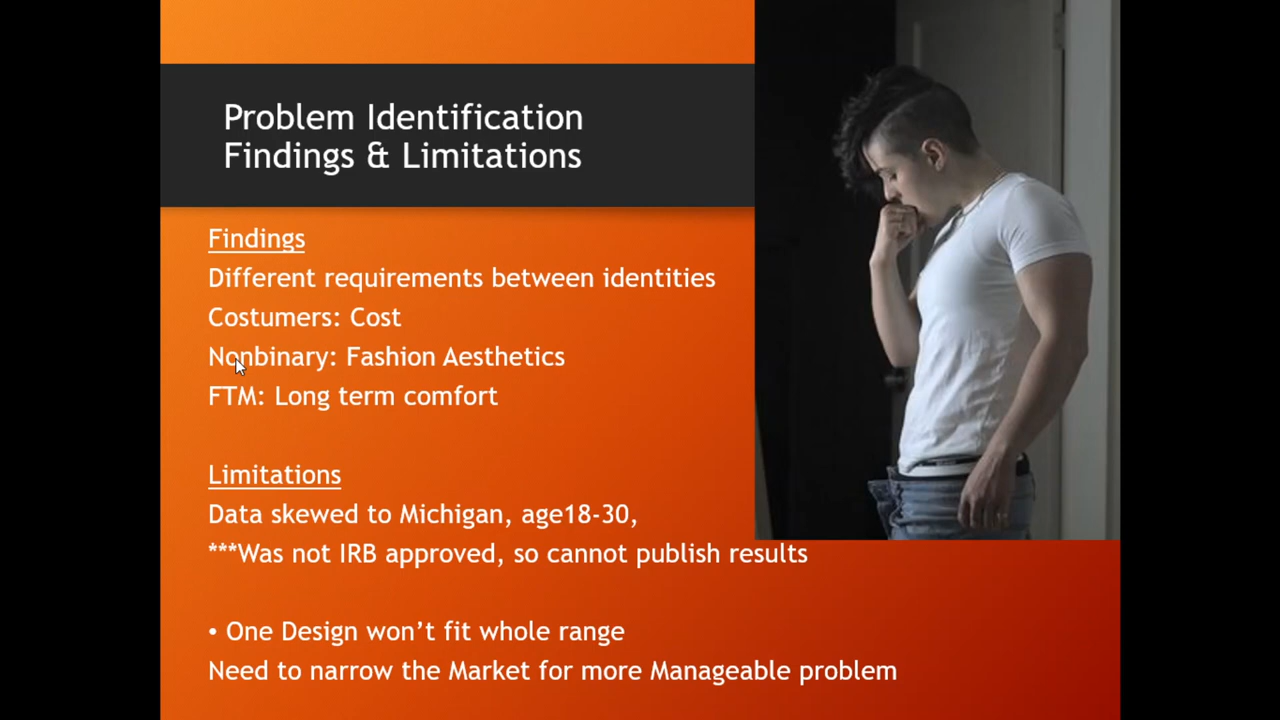 Problem Identification
Findings & Limitations
Findings
Different requirements between identities
Costumers: Cost
Nonbinary: Fashion Aesthetics
FTM: Long term comfort
Limitations
Data skewed to Michigan, age18-30,
***Was not IRB approved, so cannot publish results
• One Design won’t fit whole range
Need to narrow the Market for more Manageable problem